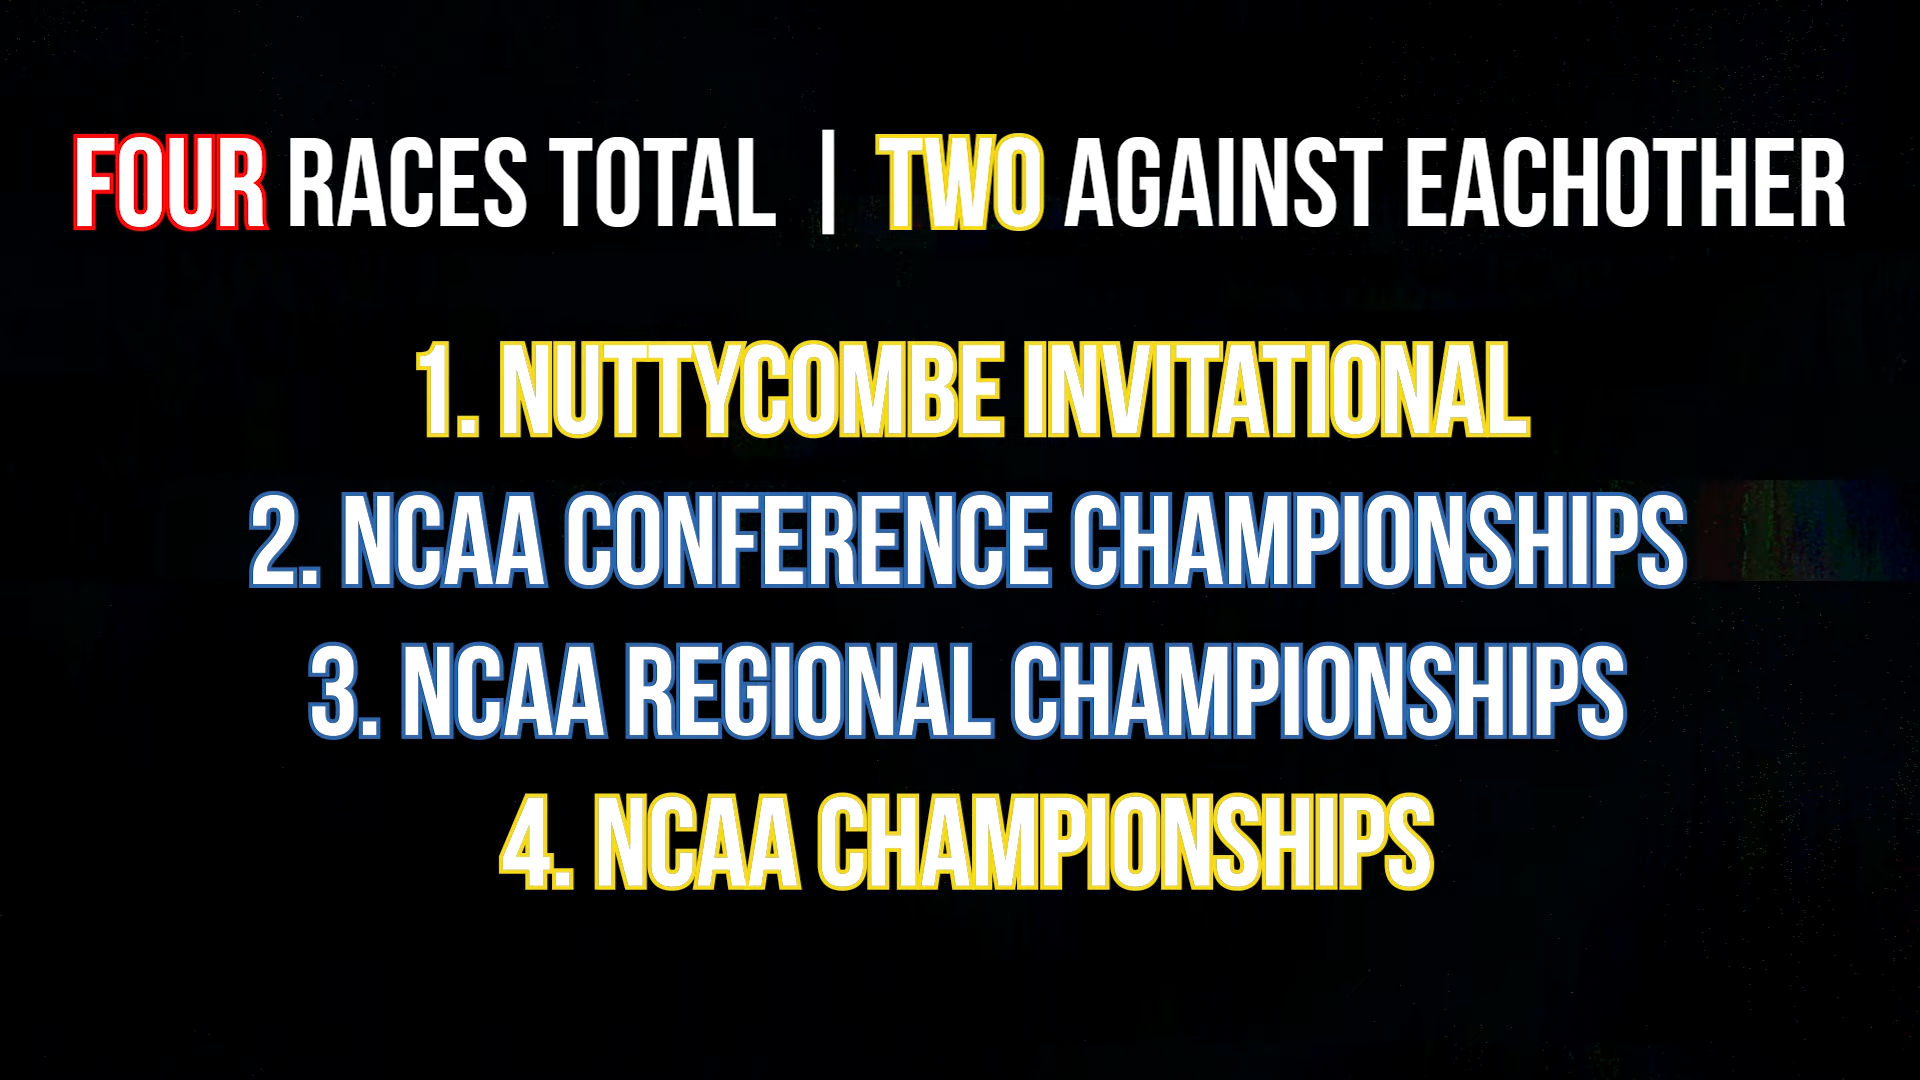 FOUR RACES TOTAL | TWO AGAINST EACHOTHER
1. NUTTYCOMBE INVITATIONAL
2. NCAA CONFERENCE CHAMPIONSHIPS
3. NCAA REGIONAL CHAMPIONSHIPS
4. NCAA CHAMPIONSHIPS